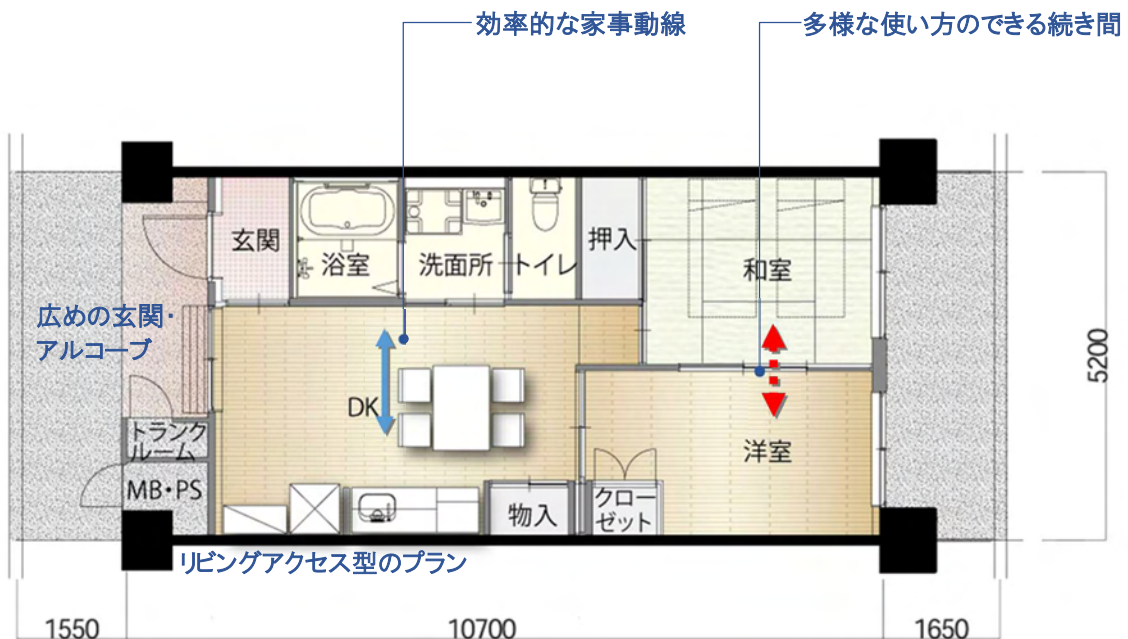 効率的な家事動線
多様な使い方のできる続き間
玄関
浴室
洗面所
トイレ
押入
和室
広めの玄関・
アルコーブ
DK
洋室
トランク
ルーム
MB・PS
物入
クロー
ゼット
リビングアクセス型のプラン
5200
1550
10700
1650